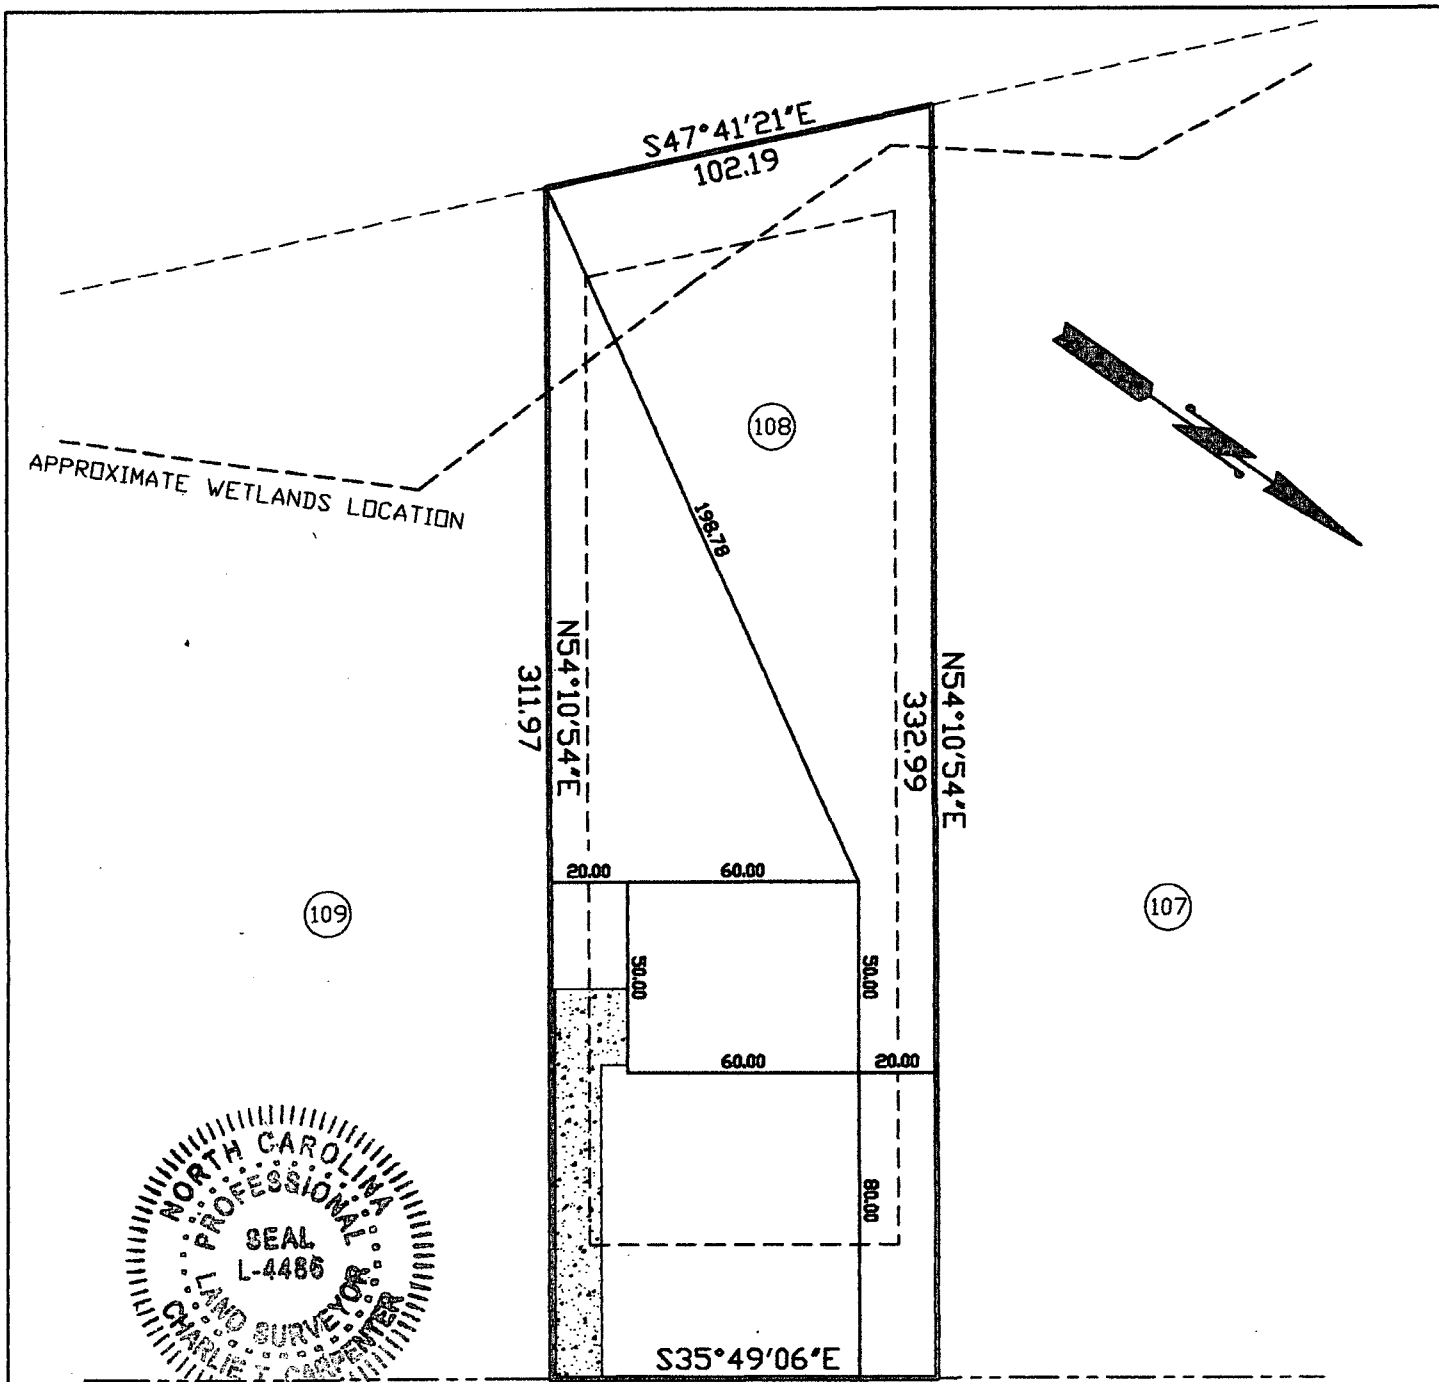 S47°41'21"E
102.19
108
APPROXIMATE WETLANDS LOCATION
198.78
N54°10'54"E
311.97
N54°10'54"E
332.99
20.00
60.00
109
107
50.00
50.00
60.00
20.00
80.00
NORTH CAROLINA
PROFESSIONAL
SEAL
L-4486
LAND SURVEYOR
CHARLIE T. CARPENTER
S35°49'06"E